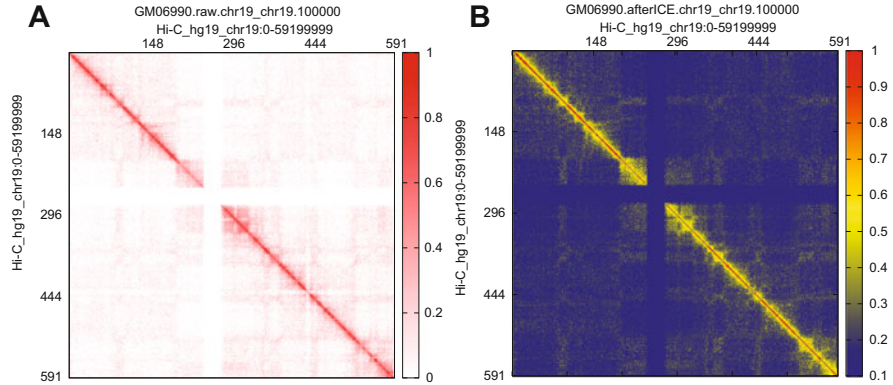 A
GM06990.raw.chr19_chr19.100000
Hi-C_hg19_chr19:0-59199999
148 296 444 591
Hi-C_hg19_chr19:0-59199999
148
296
444
591
1
0.8
0.6
0.4
0.2
0
B
GM06990.afterICE.chr19_chr19.100000
Hi-C_hg19_chr19:0-59199999
148 296 444 591
Hi-C_hg19_chr19:0-59199999
148
296
444
591
1
0.9
0.8
0.7
0.6
0.5
0.4
0.3
0.2
0.1